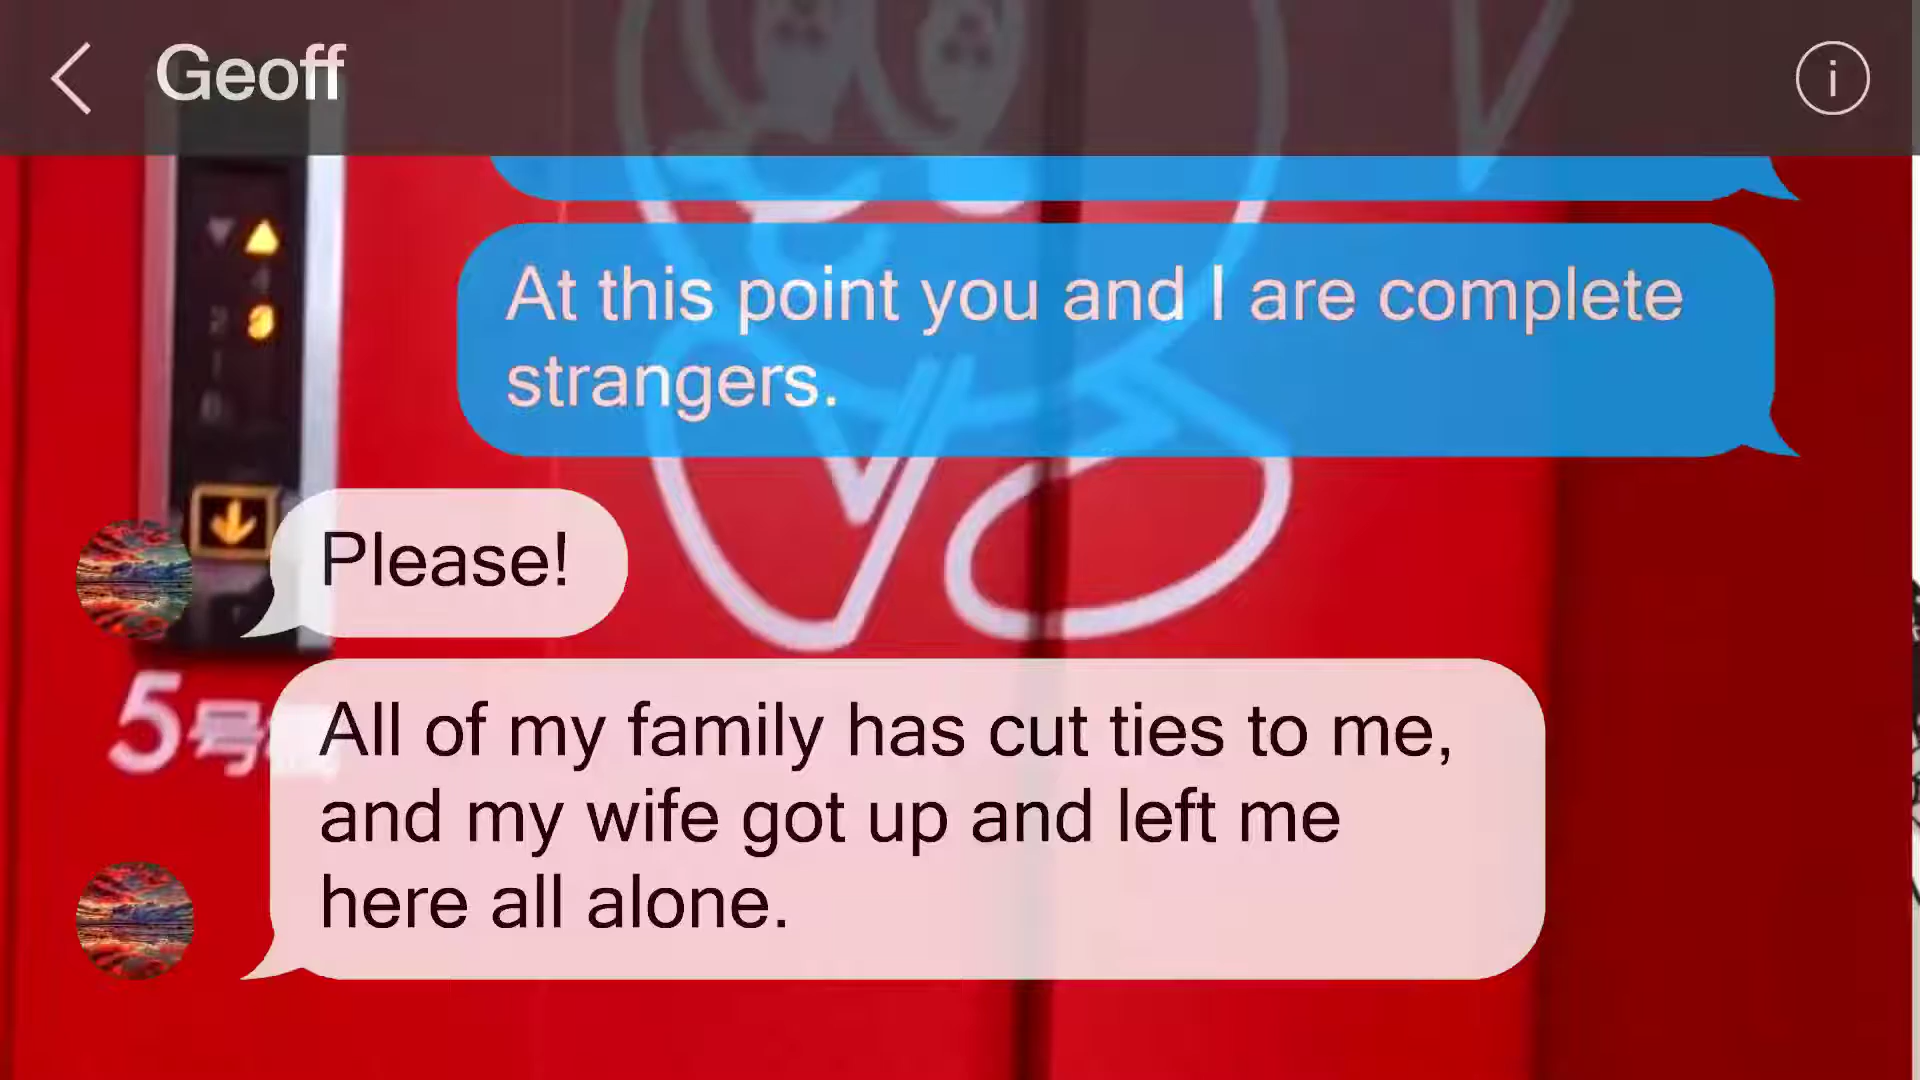 Geoff
At this point you and I are complete
strangers.
Please!
All of my family has cut ties to me,
and my wife got up and left me
here all alone.
5号